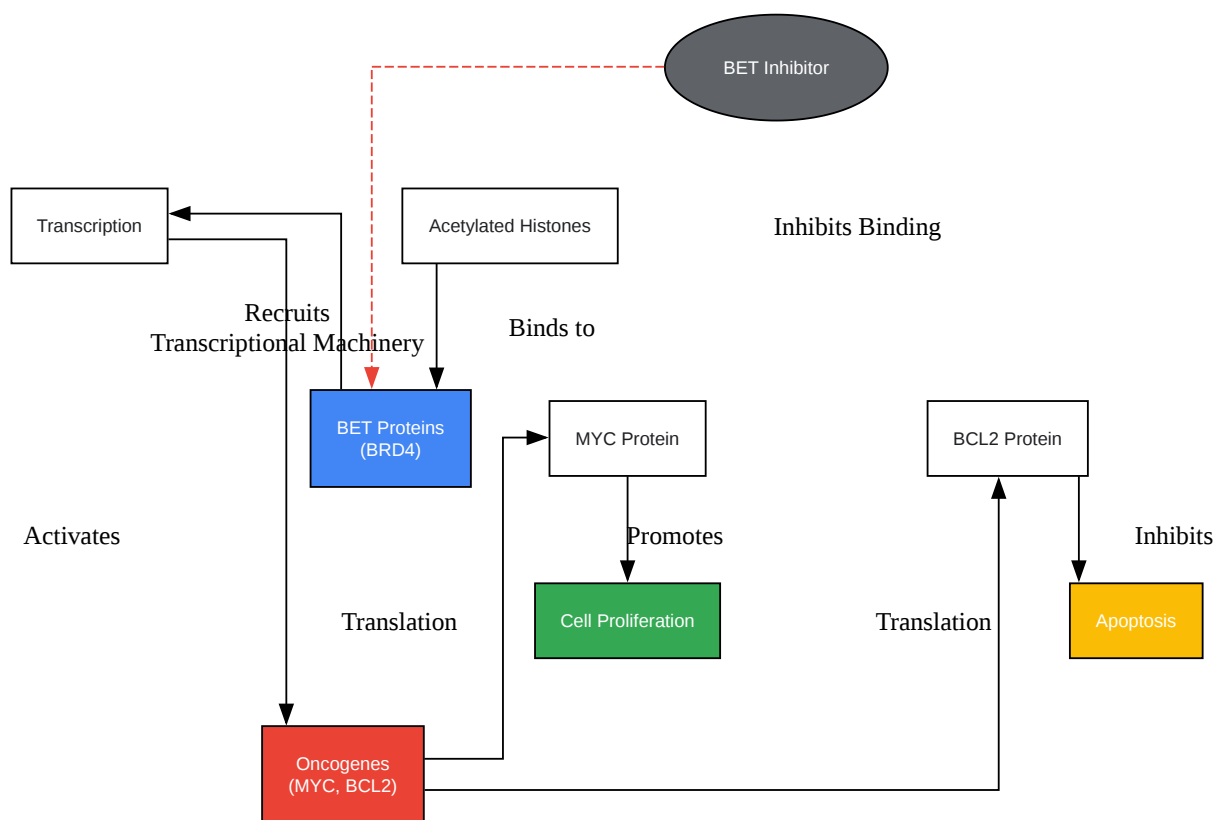 BET Inhibitor
Transcription
Acetylated Histones
Inhibits Binding
Recruits
Transcriptional Machinery
Binds to
BET Proteins
(BRD4)
MYC Protein
BCL2 Protein
Activates
Promotes
Inhibits
Translation
Cell Proliferation
Translation
Apoptosis
Oncogenes
(MYC, BCL2)